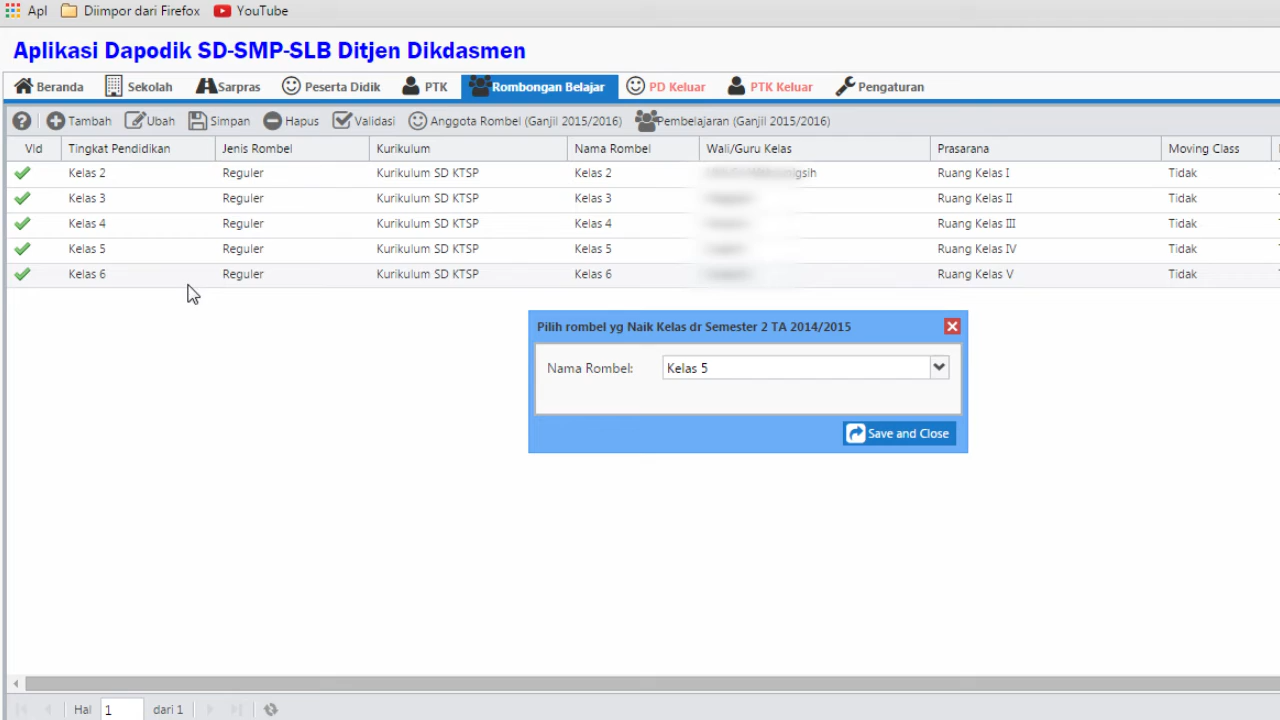 Apl Diimpor dari Firefox YouTube
Aplikasi Dapodik SD-SMP-SLB Ditjen Dikdasmen
Beranda Sekolah Sarpras Peserta Didik PTK Rombongan Belajar PD Keluar PTK Keluar Pengaturan
? Tambah Ubah Simpan Hapus Validasi Anggota Rombel (Ganjil 2015/2016) Pembelajaran (Ganjil 2015/2016)
Vld Tingkat Pendidikan Jenis Rombel Kurikulum Nama Rombel Wali/Guru Kelas Prasarana Moving Class
Kelas 2 Reguler Kurikulum SD KTSP Kelas 2 Ruang Kelas I Tidak
Kelas 3 Reguler Kurikulum SD KTSP Kelas 3 Ruang Kelas II Tidak
Kelas 4 Reguler Kurikulum SD KTSP Kelas 4 Ruang Kelas III Tidak
Kelas 5 Reguler Kurikulum SD KTSP Kelas 5 Ruang Kelas IV Tidak
Kelas 6 Reguler Kurikulum SD KTSP Kelas 6 Ruang Kelas V Tidak
Pilih rombel yg Naik Kelas dr Semester 2 TA 2014/2015
Nama Rombel: Kelas 5
Save and Close
Hal 1 dari 1